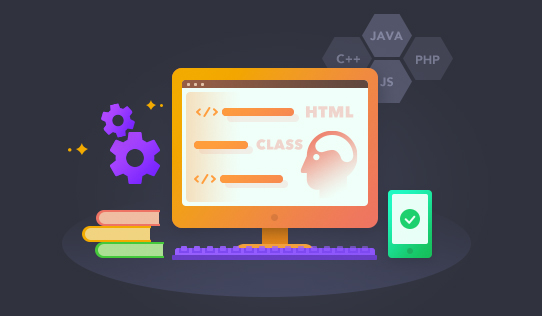 JAVA
C++
PHP
JS
</> HTML
CLASS
</>